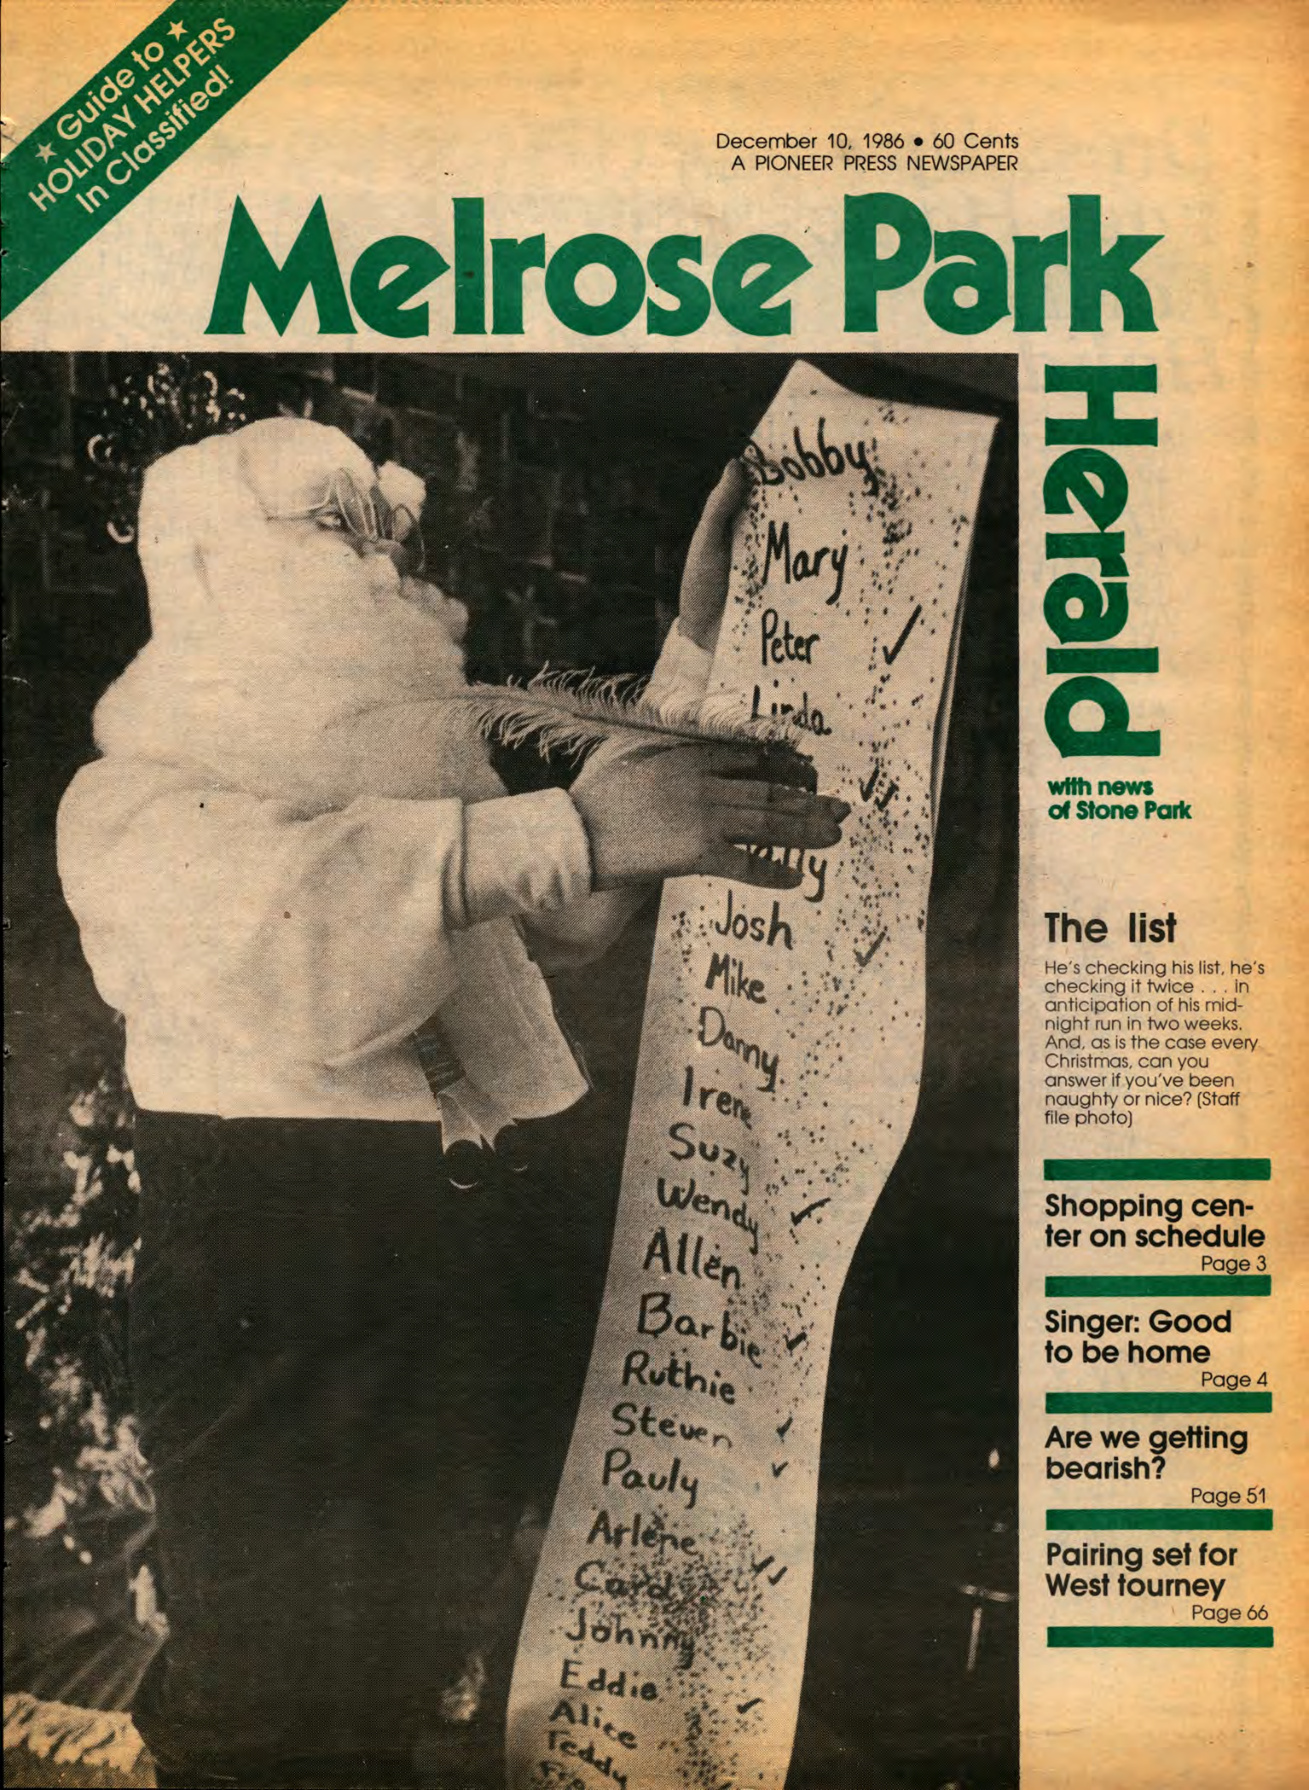 ★ Guide to ★
HOLIDAY HELPERS
In Classified!
December 10, 1986 • 60 Cents
A PIONEER PRESS NEWSPAPER
Melrose Park
Herald
with news
of Stone Park
Bobby
Mary
Peter ✓
Linda
✓✓
Josh
✓
Mike
Danny
Irene
Suzy
Wendy ✓
Allen
Barbie ✓
Ruthie
Steven ✓
Pauly ✓
Arlene
✓✓
Carol
Johnny
Eddie
✓
Alice
Teddy
The list
He's checking his list, he's
checking it twice . . . in
anticipation of his mid-
night run in two weeks.
And, as is the case every
Christmas, can you
answer if you've been
naughty or nice? (Staff
file photo)
Shopping cen-
ter on schedule
Page 3
Singer: Good
to be home
Page 4
Are we getting
bearish?
Page 51
Pairing set for
West tourney
Page 66